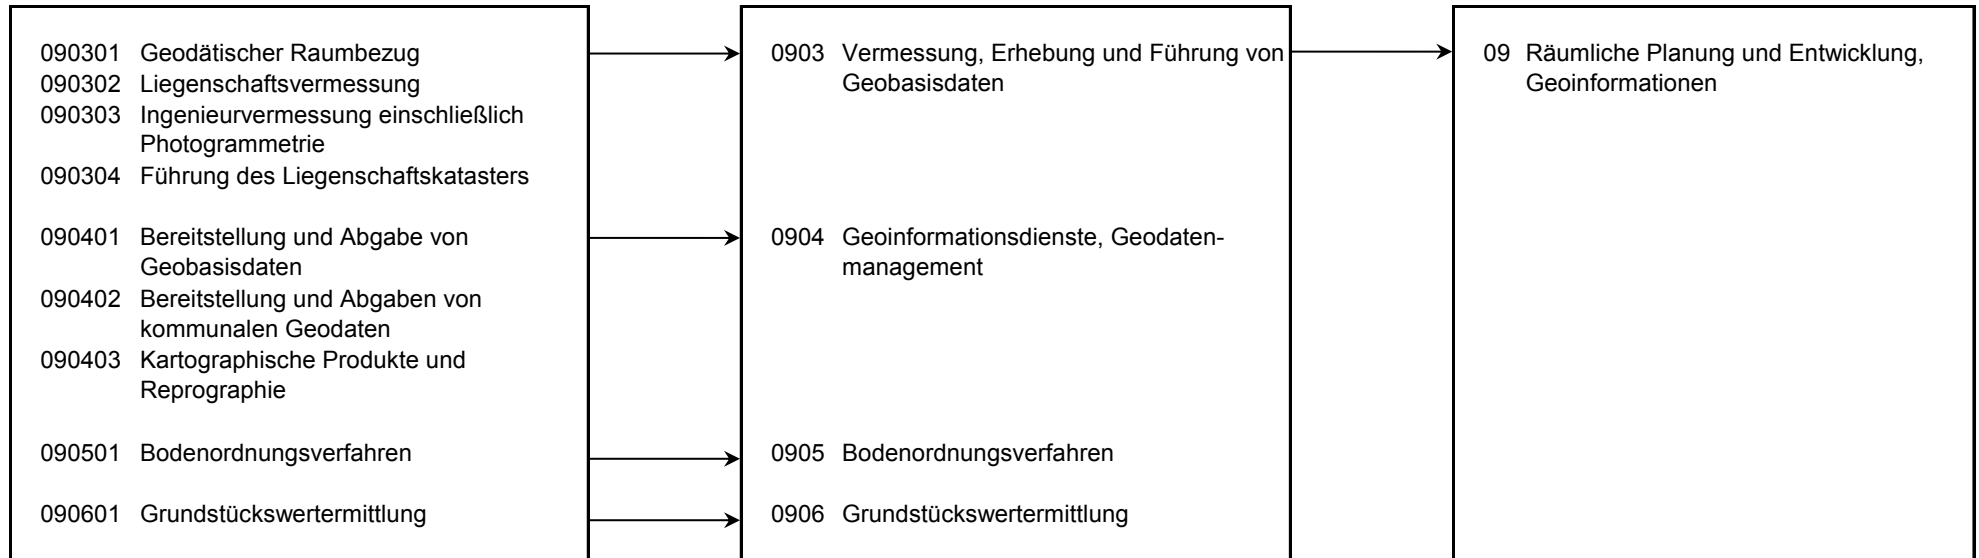 090301 Geodätischer Raumbezug
090302 Liegenschaftsvermessung
090303 Ingenieurvermessung einschließlich
Photogrammetrie
090304 Führung des Liegenschaftskatasters
090401 Bereitstellung und Abgabe von
Geobasisdaten
090402 Bereitstellung und Abgaben von
kommunalen Geodaten
090403 Kartographische Produkte und
Reprographie
090501 Bodenordnungsverfahren
090601 Grundstückswertermittlung
0903 Vermessung, Erhebung und Führung von
Geobasisdaten
0904 Geoinformationsdienste, Geodaten-
management
0905 Bodenordnungsverfahren
0906 Grundstückswertermittlung
09 Räumliche Planung und Entwicklung,
Geoinformationen